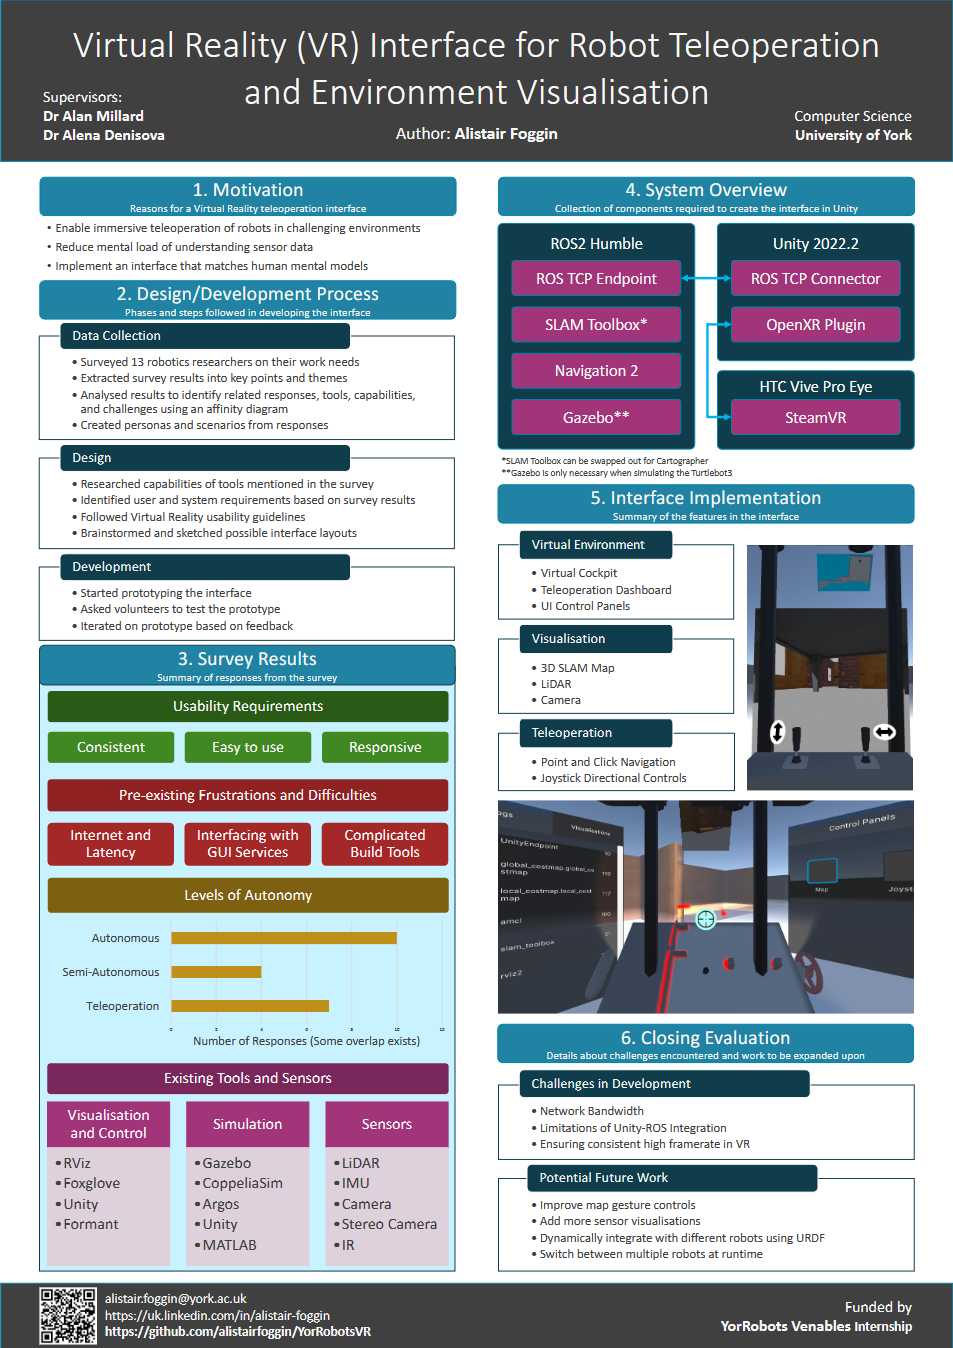 Virtual Reality (VR) Interface for Robot Teleoperation
and Environment Visualisation
Supervisors:
Dr Alan Millard
Dr Alena Denisova
Author: Alistair Foggin
Computer Science
University of York
1. Motivation
Reasons for a Virtual Reality teleoperation interface
• Enable immersive teleoperation of robots in challenging environments
• Reduce mental load of understanding sensor data
• Implement an interface that matches human mental models
2. Design/Development Process
Phases and steps followed in developing the interface
Data Collection
• Surveyed 13 robotics researchers on their work needs
• Extracted survey results into key points and themes
• Analysed results to identify related responses, tools, capabilities,
and challenges using an affinity diagram
• Created personas and scenarios from responses
Design
• Researched capabilities of tools mentioned in the survey
• Identified user and system requirements based on survey results
• Followed Virtual Reality usability guidelines
• Brainstormed and sketched possible interface layouts
Development
• Started prototyping the interface
• Asked volunteers to test the prototype
• Iterated on prototype based on feedback
3. Survey Results
Summary of responses from the survey
Usability Requirements
Consistent
Easy to use
Responsive
Pre-existing Frustrations and Difficulties
Internet and
Latency
Interfacing with
GUI Services
Complicated
Build Tools
Levels of Autonomy
Autonomous
Semi-Autonomous
Teleoperation
0 2 4 6 8 10 12
Number of Responses (Some overlap exists)
Existing Tools and Sensors
Visualisation
and Control
• RViz
• Foxglove
• Unity
• Formant
Simulation
• Gazebo
• CoppeliaSim
• Argos
• Unity
• MATLAB
Sensors
• LiDAR
• IMU
• Camera
• Stereo Camera
• IR
4. System Overview
Collection of components required to create the interface in Unity
ROS2 Humble
ROS TCP Endpoint
SLAM Toolbox*
Navigation 2
Gazebo**
Unity 2022.2
ROS TCP Connector
OpenXR Plugin
HTC Vive Pro Eye
SteamVR
*SLAM Toolbox can be swapped out for Cartographer
**Gazebo is only necessary when simulating the Turtlebot3
5. Interface Implementation
Summary of the features in the interface
Virtual Environment
• Virtual Cockpit
• Teleoperation Dashboard
• UI Control Panels
Visualisation
• 3D SLAM Map
• LiDAR
• Camera
Teleoperation
• Point and Click Navigation
• Joystick Directional Controls
ogs
Visualisations
UnityEndpoint
global_costmap.global_co
stmap
local_costmap.local_cost
map
amcl
slam_toolbox
rviz2
Control Panels
Map
Joyst
6. Closing Evaluation
Details about challenges encountered and work to be expanded upon
Challenges in Development
• Network Bandwidth
• Limitations of Unity-ROS Integration
• Ensuring consistent high framerate in VR
Potential Future Work
• Improve map gesture controls
• Add more sensor visualisations
• Dynamically integrate with different robots using URDF
• Switch between multiple robots at runtime
alistair.foggin@york.ac.uk
https://uk.linkedin.com/in/alistair-foggin
https://github.com/alistairfoggin/YorRobotsVR
Funded by
YorRobots Venables Internship